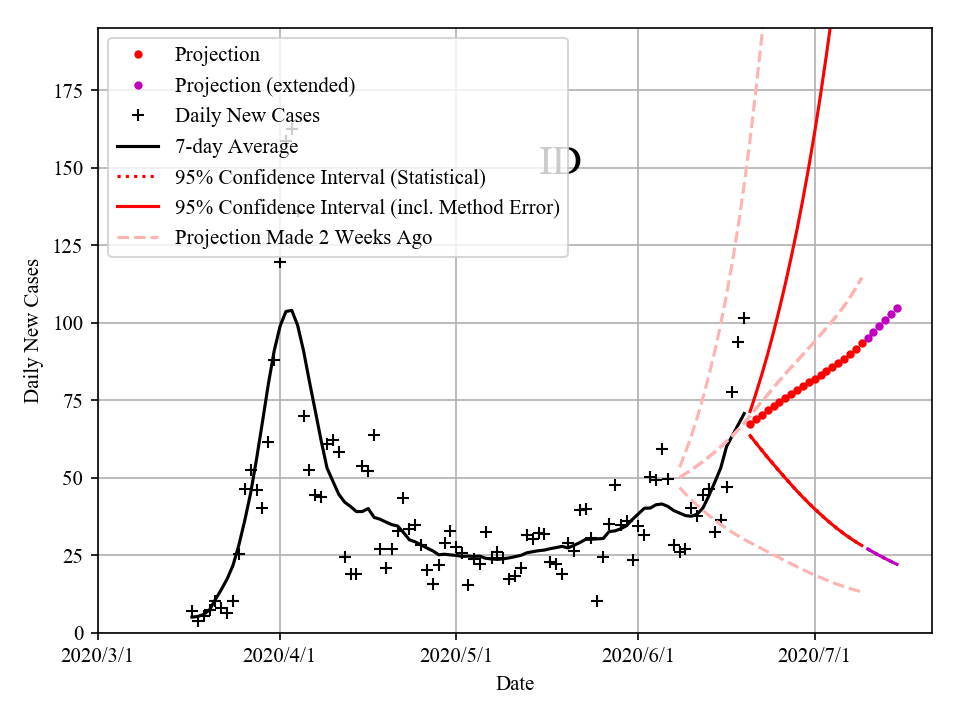 Projection
Projection (extended)
Daily New Cases
7-day Average
95% Confidence Interval (Statistical)
95% Confidence Interval (incl. Method Error)
Projection Made 2 Weeks Ago
ID
175
150
125
100
75
50
25
0
Daily New Cases
2020/3/1 2020/4/1 2020/5/1 2020/6/1 2020/7/1
Date